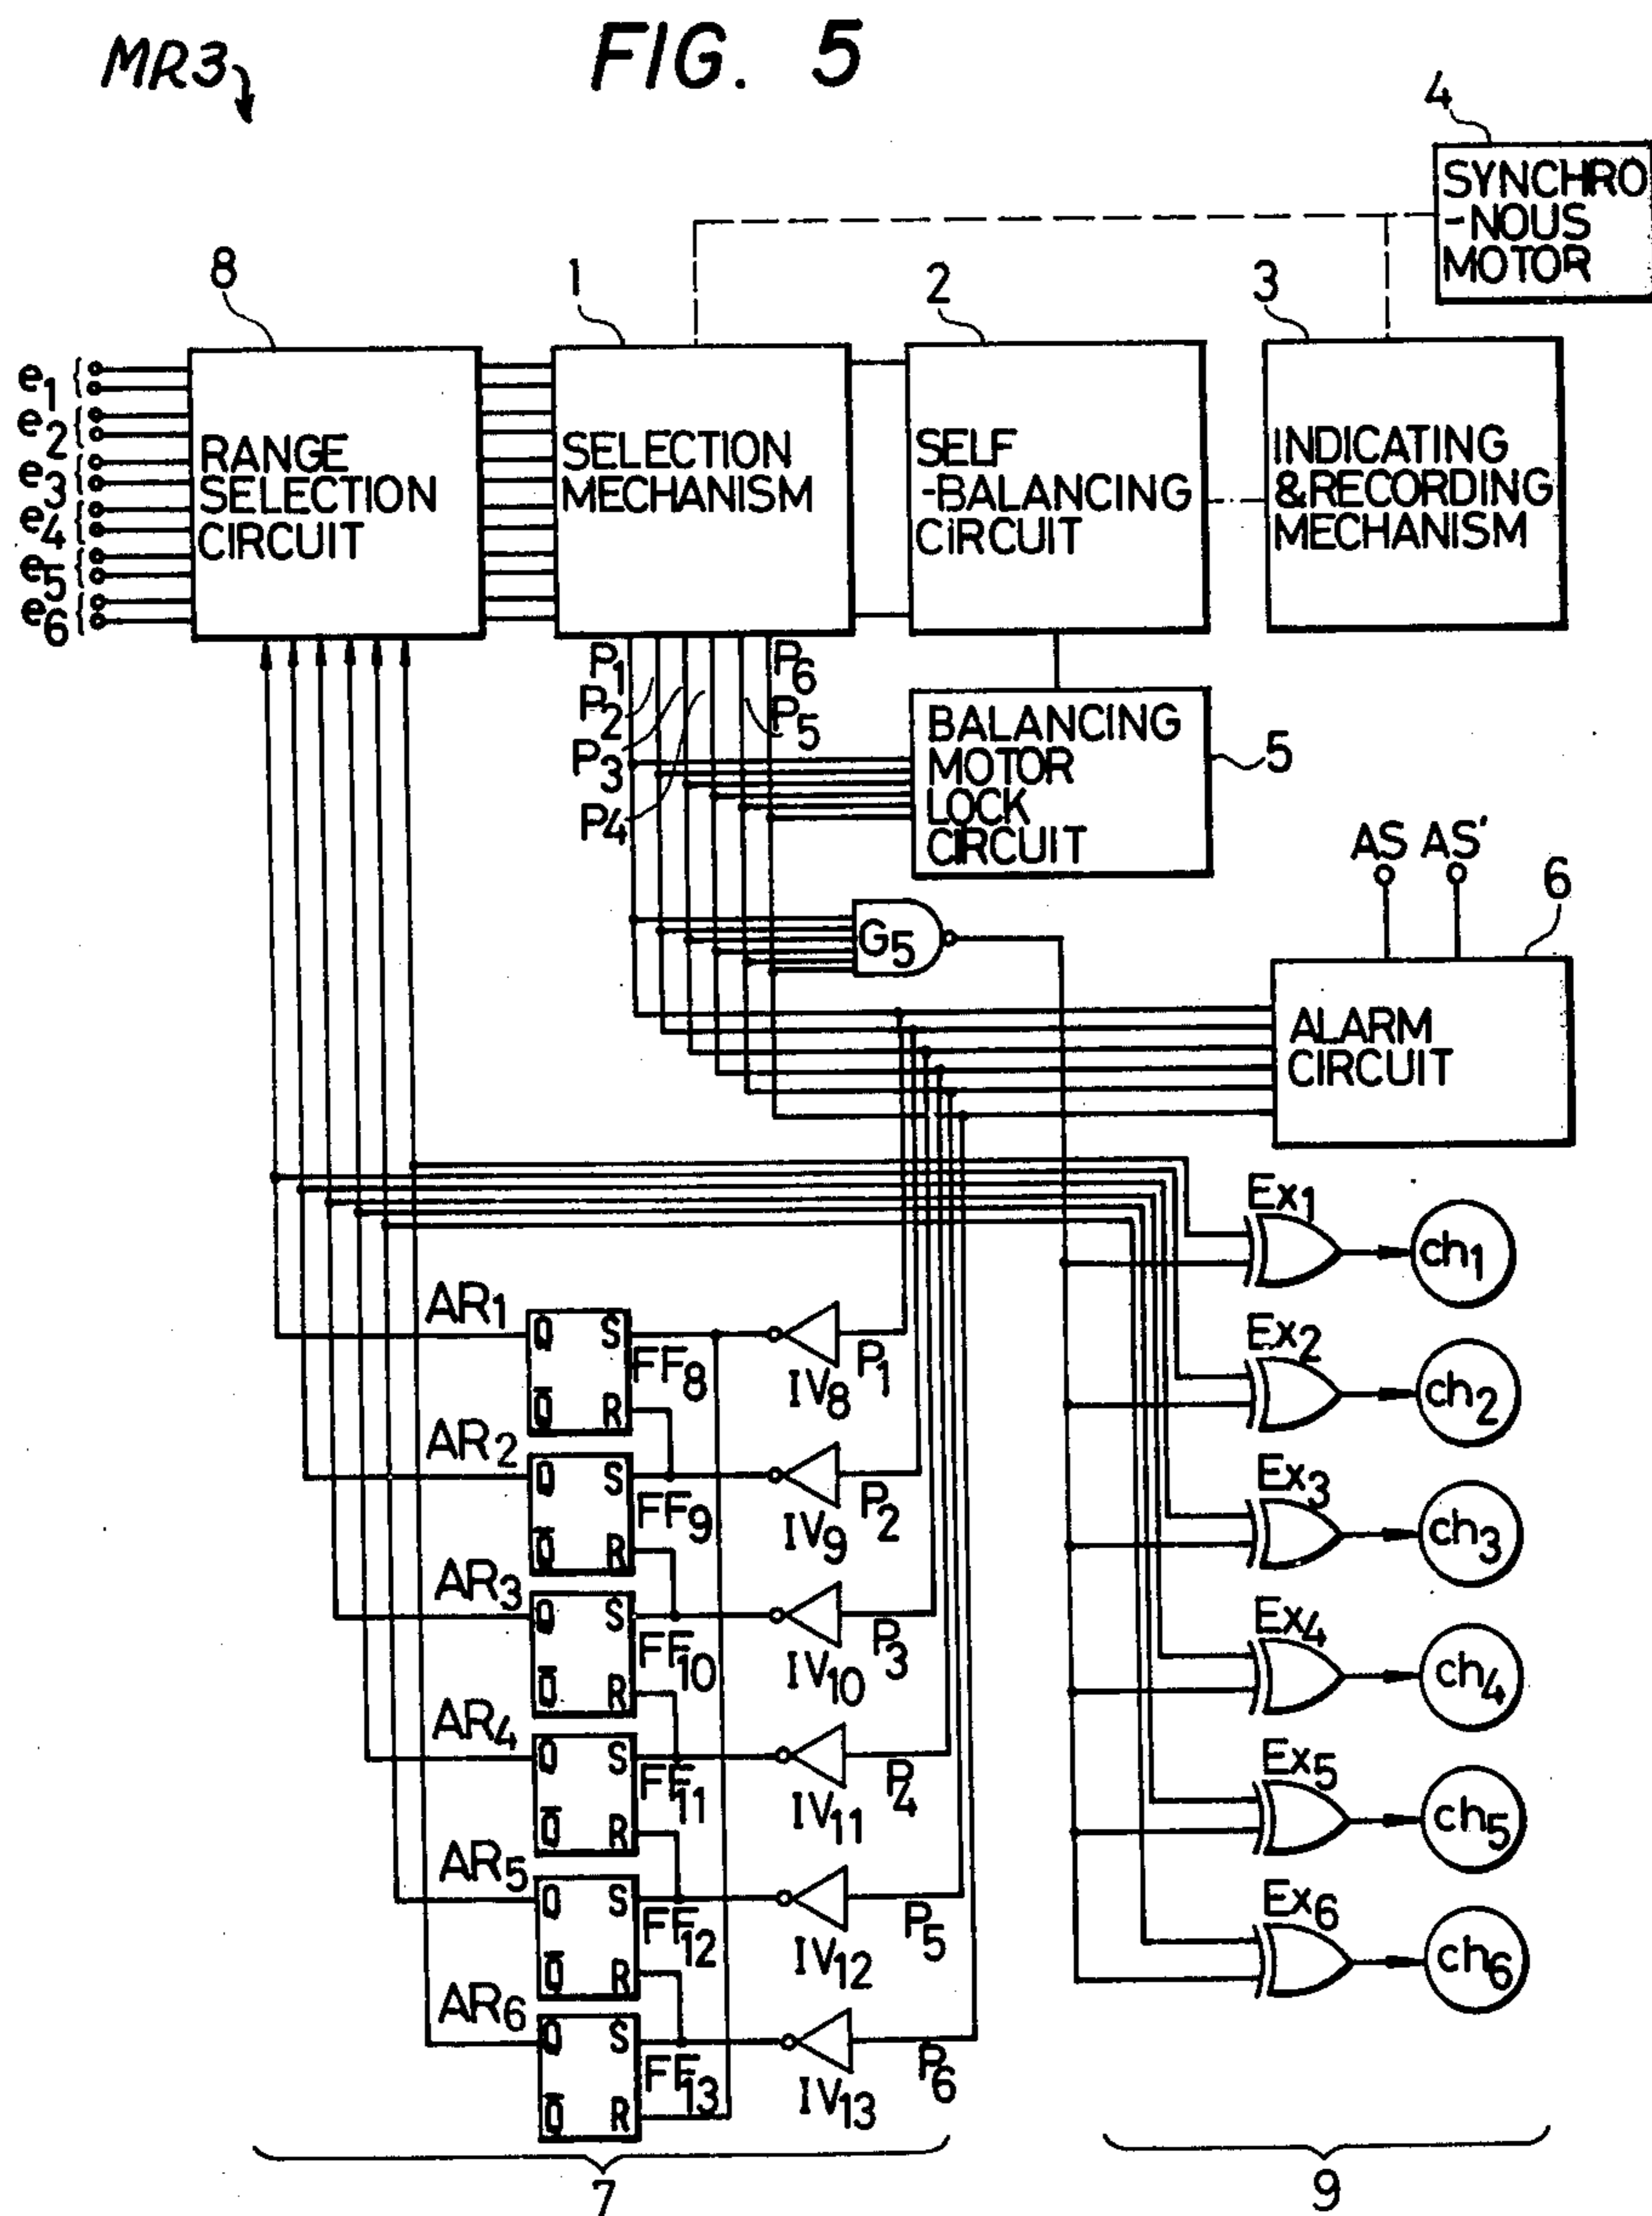 MR3
FIG. 5
4
SYNCHRO
-NOUS
MOTOR
8
1
2
3
e1
e2
e3
e4
e5
e6
RANGE
SELECTION
CIRCUIT
SELECTION
MECHANISM
SELF
-BALANCING
CIRCUIT
INDICATING
&RECORDING
MECHANISM
P1
P2
P3
P4
P6
P5
BALANCING
MOTOR
LOCK
CIRCUIT
5
AS AS'
6
G5
ALARM
CIRCUIT
Ex1
ch1
AR1
Q S
FF8
Q̅ R
IV8
P1
Ex2
ch2
AR2
Q S
FF9
Q̅ R
IV9
P2
Ex3
ch3
AR3
Q S
FF10
Q̅ R
IV10
P3
Ex4
ch4
AR4
Q S
FF11
Q̅ R
IV11
P4
Ex5
ch5
AR5
Q S
FF12
Q̅ R
IV12
P5
Ex6
ch6
AR6
Q S
FF13
Q̅ R
IV13
P6
7
9